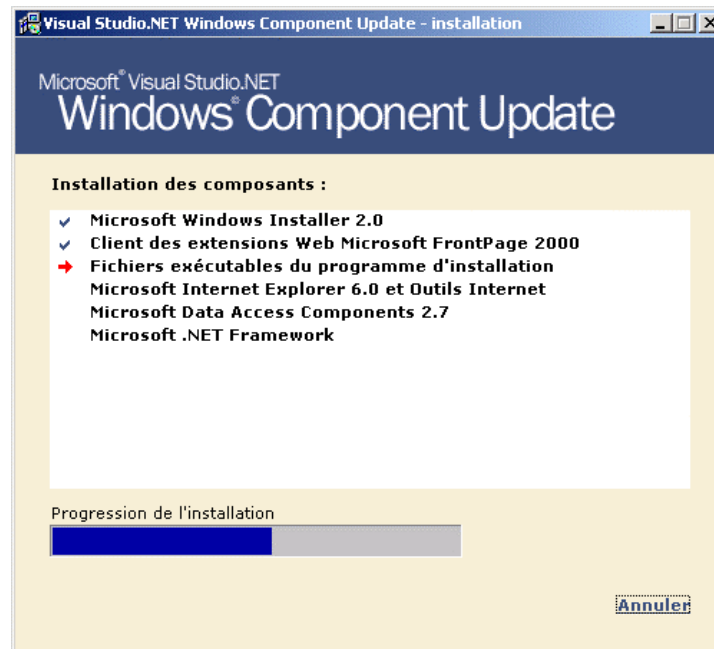 Visual Studio.NET Windows Component Update - installation
Microsoft® Visual Studio.NET
Windows® Component Update
Installation des composants :
Microsoft Windows Installer 2.0
Client des extensions Web Microsoft FrontPage 2000
Fichiers exécutables du programme d'installation
Microsoft Internet Explorer 6.0 et Outils Internet
Microsoft Data Access Components 2.7
Microsoft .NET Framework
Progression de l'installation
Annuler